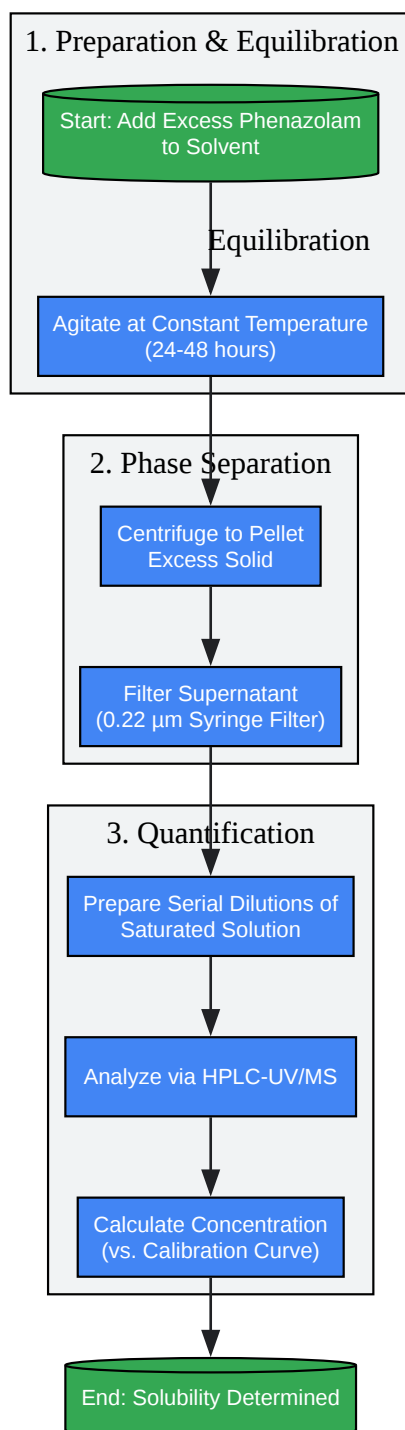 1. Preparation & Equilibration
Start: Add Excess Phenazolam
to Solvent
Equilibration
Agitate at Constant Temperature
(24-48 hours)
2. Phase Separation
Centrifuge to Pellet
Excess Solid
Filter Supernatant
(0.22 µm Syringe Filter)
3. Quantification
Prepare Serial Dilutions of
Saturated Solution
Analyze via HPLC-UV/MS
Calculate Concentration
(vs. Calibration Curve)
End: Solubility Determined